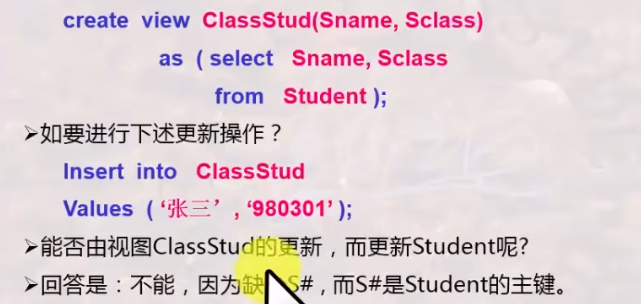 create view ClassStud(Sname, Sclass)
as ( select Sname, Sclass
from Student );
➢如要进行下述更新操作？
Insert into ClassStud
Values ( ‘张三’, ‘980301’ );
➢能否由视图ClassStud的更新，而更新Student呢?
➢回答是：不能，因为缺S#，而S#是Student的主键。